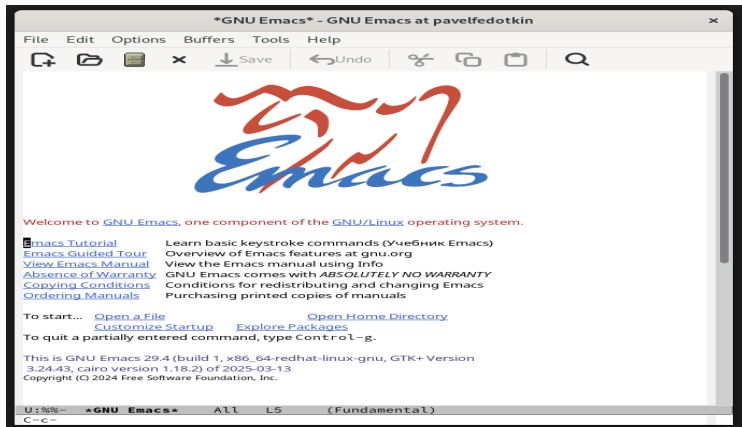 *GNU Emacs* - GNU Emacs at pavelfedotkin
File Edit Options Buffers Tools Help
Save Undo
Emacs
Welcome to GNU Emacs, one component of the GNU/Linux operating system.
Emacs Tutorial Learn basic keystroke commands (Учебник Emacs)
Emacs Guided Tour Overview of Emacs features at gnu.org
View Emacs Manual View the Emacs manual using Info
Absence of Warranty GNU Emacs comes with ABSOLUTELY NO WARRANTY
Copying Conditions Conditions for redistributing and changing Emacs
Ordering Manuals Purchasing printed copies of manuals
To start... Open a File Open Home Directory
Customize Startup Explore Packages
To quit a partially entered command, type Control-g.
This is GNU Emacs 29.4 (build 1, x86_64-redhat-linux-gnu, GTK+ Version
3.24.43, cairo version 1.18.2) of 2025-03-13
Copyright (C) 2024 Free Software Foundation, Inc.
U:%%- *GNU Emacs* All L5 (Fundamental)
C-c-